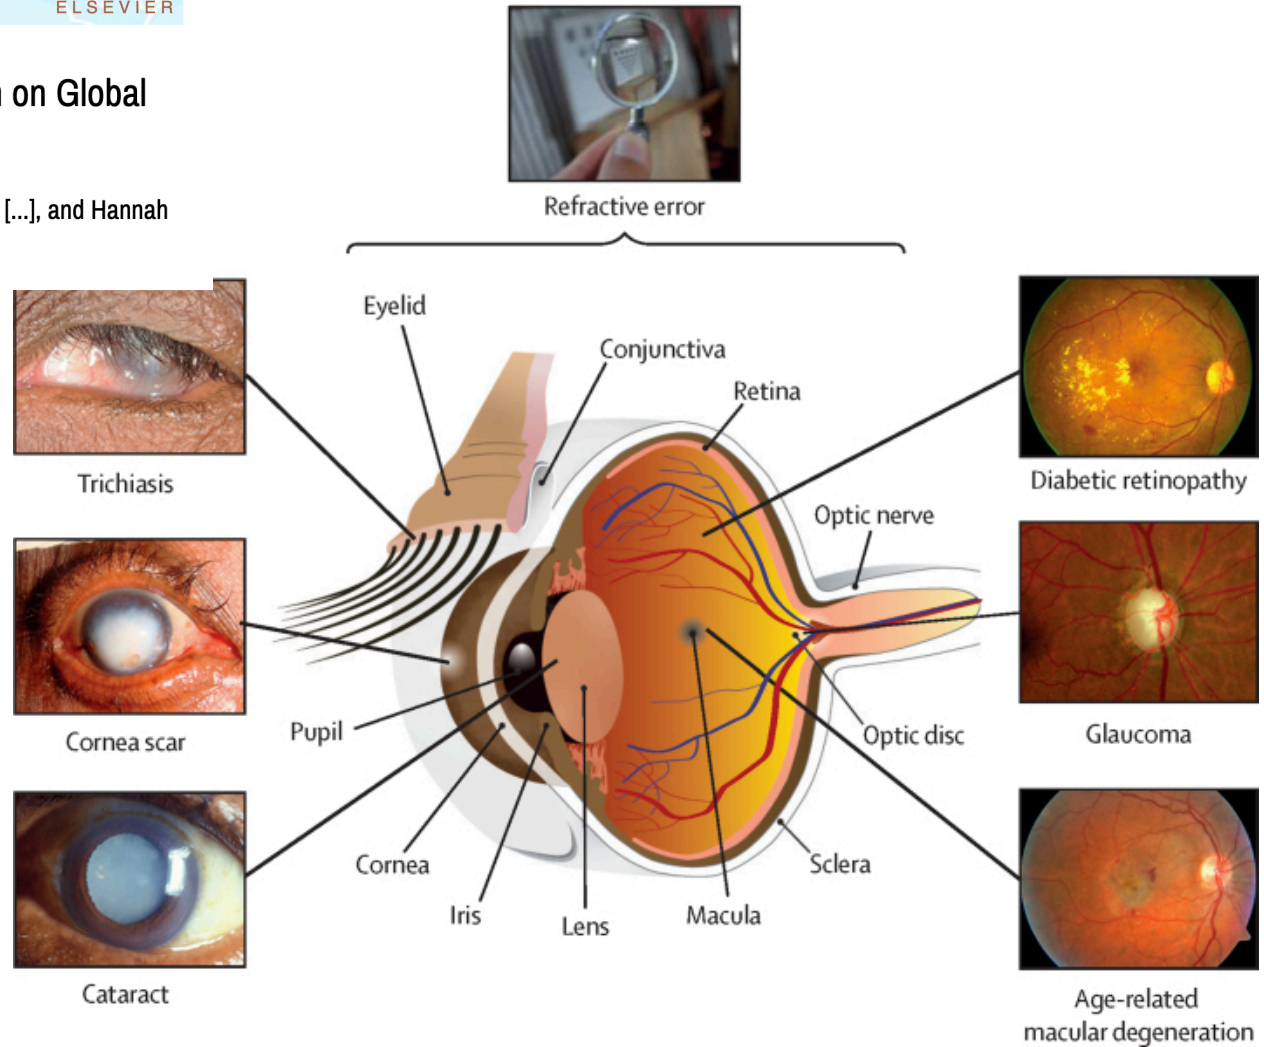 ELSEVIER
on Global
[...], and Hannah
Refractive error
Eyelid
Conjunctiva
Retina
Trichiasis
Diabetic retinopathy
Optic nerve
Cornea scar
Pupil
Optic disc
Glaucoma
Cornea
Sclera
Iris
Lens
Macula
Cataract
Age-related
macular degeneration